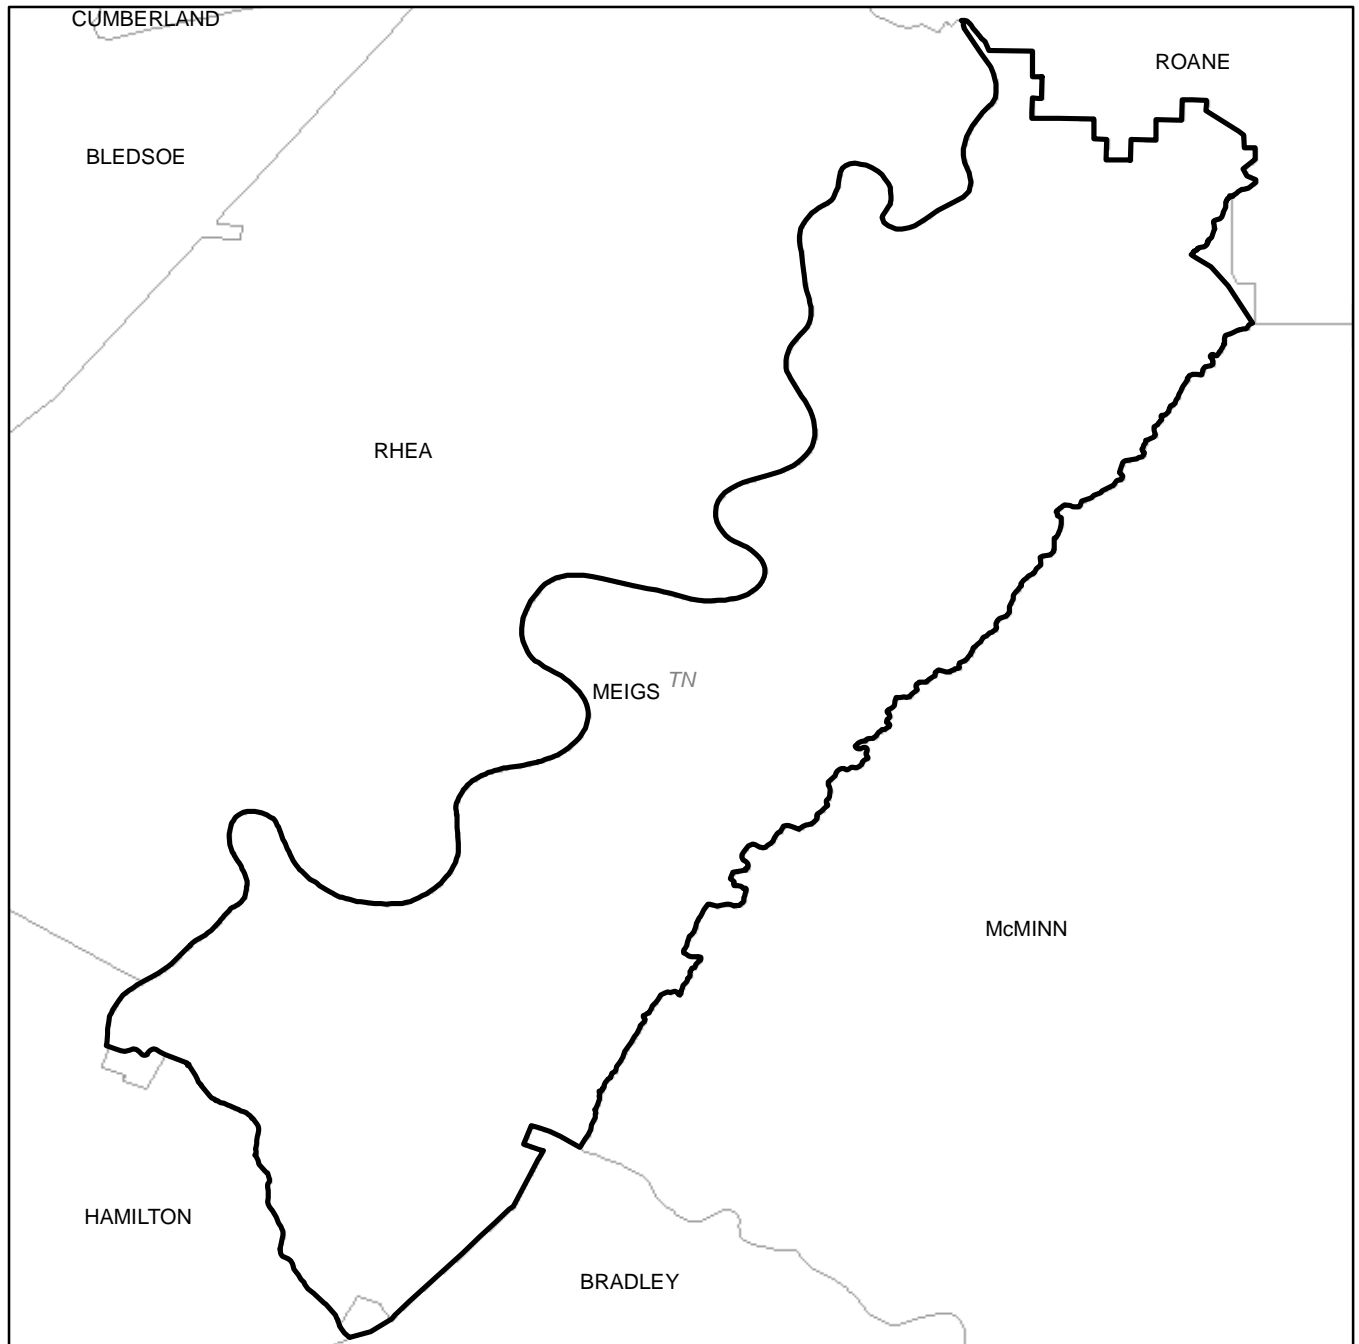 CUMBERLAND
ROANE
BLEDSOE
RHEA
MEIGS TN
McMINN
HAMILTON
BRADLEY